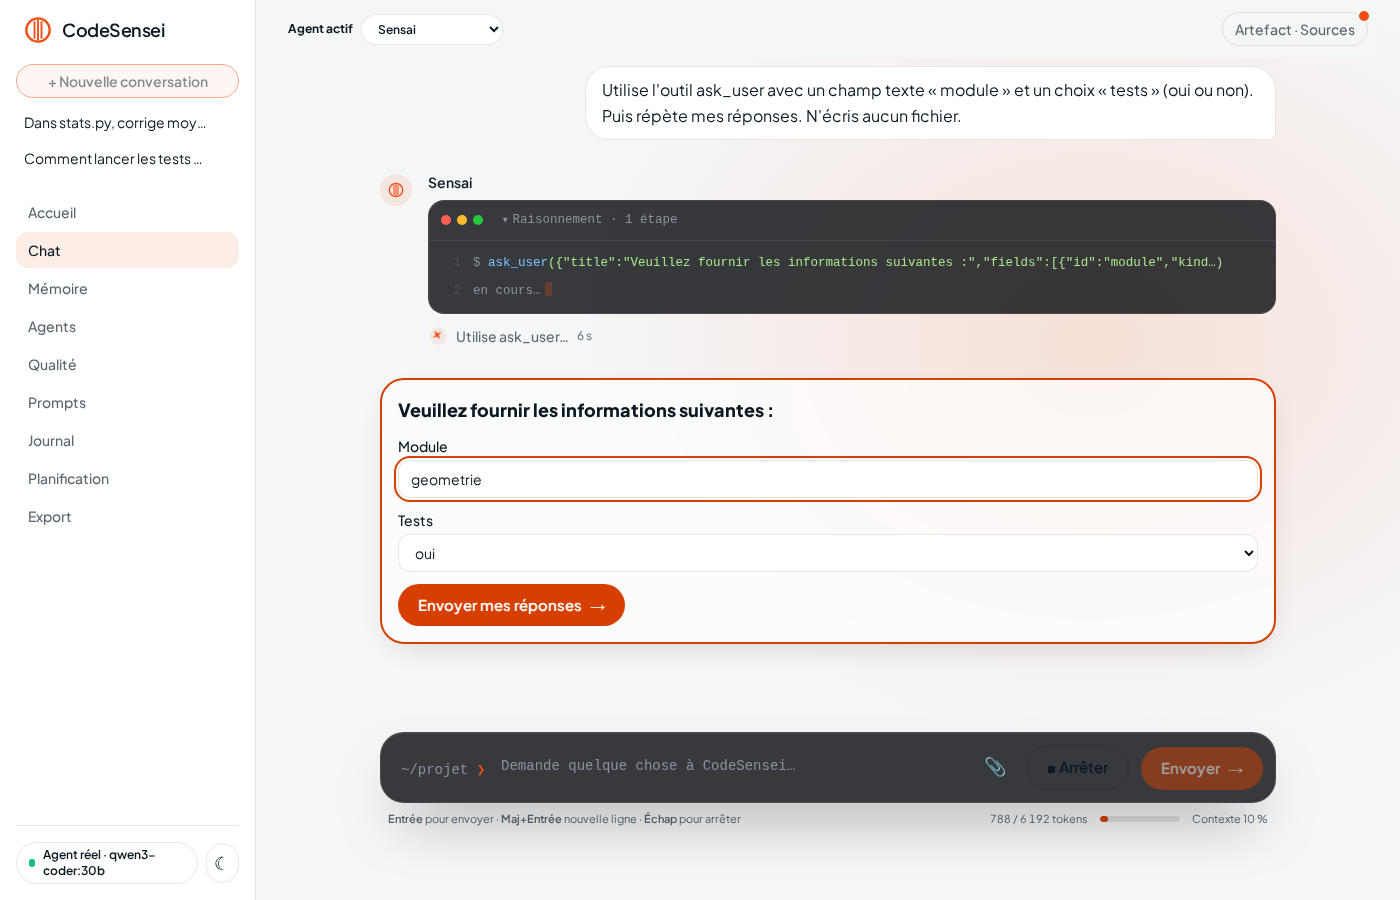 CodeSensei
+ Nouvelle conversation
Dans stats.py, corrige moy…
Comment lancer les tests …
Accueil
Chat
Mémoire
Agents
Qualité
Prompts
Journal
Planification
Export
Agent réel · qwen3-
coder:30b
Agent actif
Sensai
Artefact · Sources
Utilise l'outil ask_user avec un champ texte « module » et un choix « tests » (oui ou non).
Puis répète mes réponses. N'écris aucun fichier.
Sensai
▾ Raisonnement · 1 étape
1 $ ask_user({"title":"Veuillez fournir les informations suivantes :","fields":[{"id":"module","kind…)
2 en cours…
Utilise ask_user… 6 s
Veuillez fournir les informations suivantes :
Module
geometrie
Tests
oui
Envoyer mes réponses →
~/projet ❯ Demande quelque chose à CodeSensei…
■ Arrêter
Envoyer →
Entrée pour envoyer · Maj+Entrée nouvelle ligne · Échap pour arrêter
788 / 6 192 tokens
Contexte 10 %